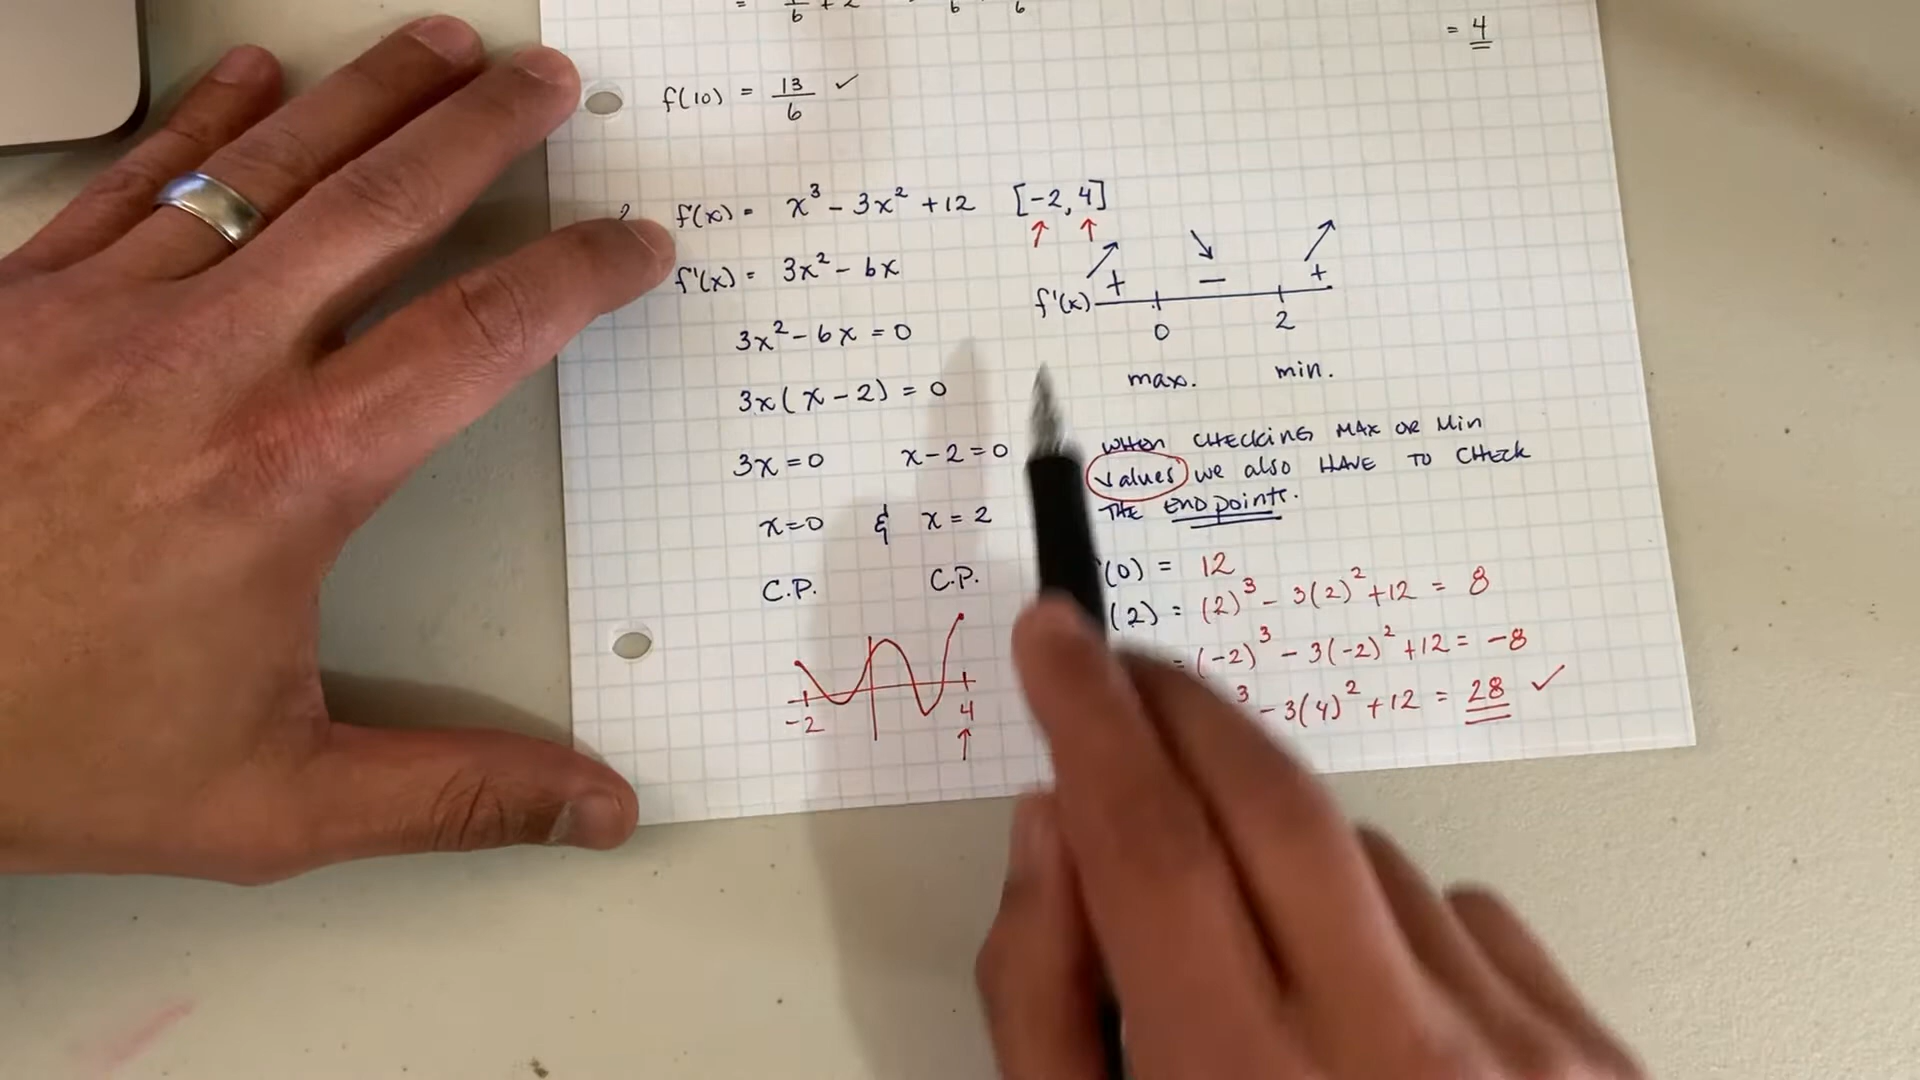 = 4
f(10) = 13/6 ✓
f(x) = x³ - 3x² + 12 [-2, 4]
↑ ↑
f'(x) = 3x² - 6x
3x² - 6x = 0
3x(x - 2) = 0
3x = 0 x - 2 = 0
x = 0 & x = 2
C.P. C.P.
-2 4
↑
↗ ↘ ↗
+ − +
f'(x)
0 2
max. min.
WHEN CHECKING MAX OR Min
values we also HAVE TO CHECK
THE END points.
(0) = 12
(2) = (2)³ - 3(2)² + 12 = 8
= (-2)³ - 3(-2)² + 12 = -8
³ - 3(4)² + 12 = 28 ✓